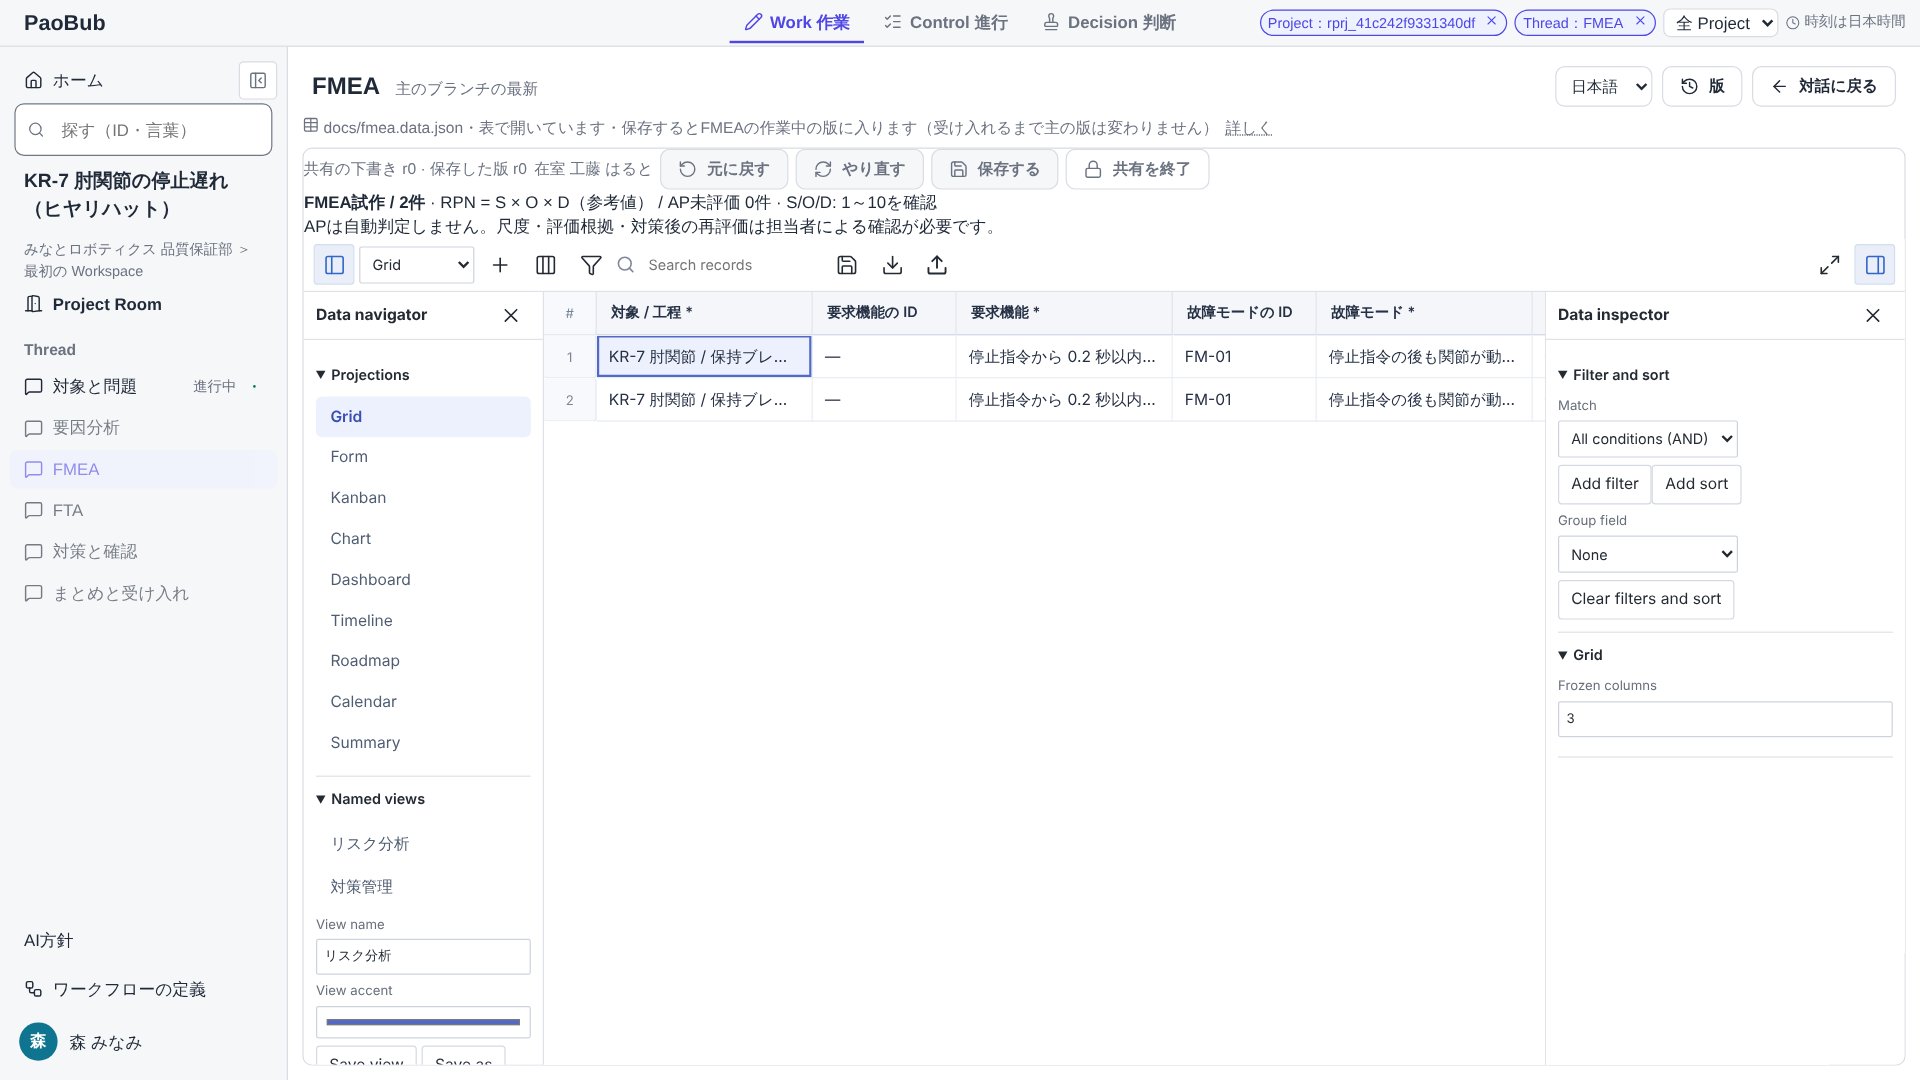 PaoBub
Work 作業
Control 進行
Decision 判断
Project：rprj_41c242f9331340df ×
Thread：FMEA ×
全 Project
時刻は日本時間
ホーム
探す（ID・言葉）
KR-7 肘関節の停止遅れ
（ヒヤリハット）
みなとロボティクス 品質保証部 ＞
最初の Workspace
Project Room
Thread
対象と問題 進行中
要因分析
FMEA
FTA
対策と確認
まとめと受け入れ
AI方針
ワークフローの定義
森 森 みなみ
FMEA 主のブランチの最新
日本語
版
対話に戻る
docs/fmea.data.json・表で開いています・保存するとFMEAの作業中の版に入ります（受け入れるまで主の版は変わりません） 詳しく
共有の下書き r0 · 保存した版 r0 在室 工藤 はると 元に戻す やり直す 保存する 共有を終了
FMEA試作 / 2件 · RPN = S × O × D（参考値） / AP未評価 0件 · S/O/D: 1～10を確認
APは自動判定しません。尺度・評価根拠・対策後の再評価は担当者による確認が必要です。
Grid Search records
Data navigator
Projections
Grid
Form
Kanban
Chart
Dashboard
Timeline
Roadmap
Calendar
Summary
Named views
リスク分析
対策管理
View name
リスク分析
View accent
Save view Save as
# 対象 / 工程 * 要求機能の ID 要求機能 * 故障モードの ID 故障モード *
1 KR-7 肘関節 / 保持ブレ... — 停止指令から 0.2 秒以内... FM-01 停止指令の後も関節が動...
2 KR-7 肘関節 / 保持ブレ... — 停止指令から 0.2 秒以内... FM-01 停止指令の後も関節が動...
Data inspector
Filter and sort
Match
All conditions (AND)
Add filter Add sort
Group field
None
Clear filters and sort
Grid
Frozen columns
3